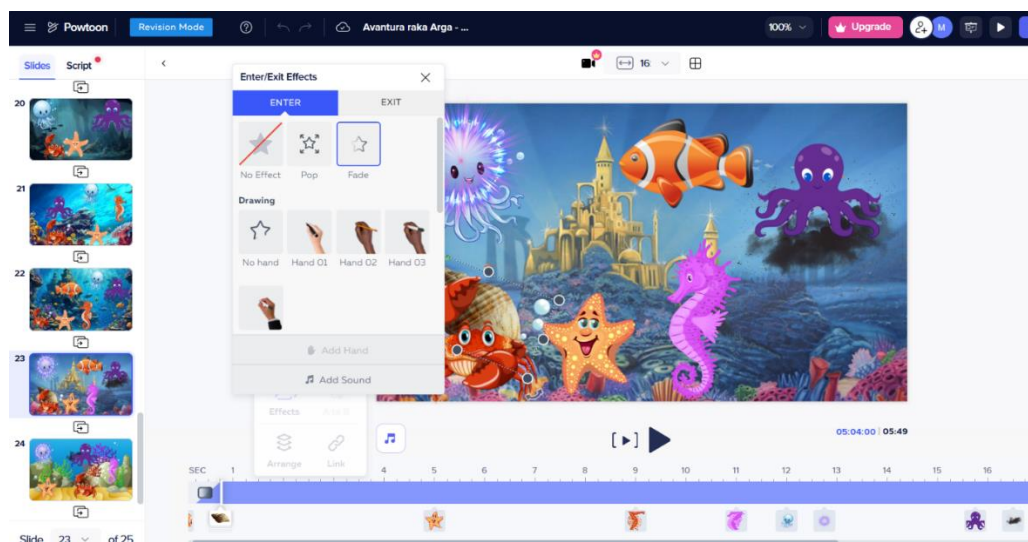 Powtoon
Revision Mode
Avantura raka Arga - ...
100%
Upgrade
M
Slides
Script
16
Enter/Exit Effects
ENTER
EXIT
No Effect
Pop
Fade
Drawing
No hand
Hand 01
Hand 02
Hand 03
Add Hand
Add Sound
Effects
Arrange
Link
20
21
22
23
24
05:04:00 05:49
SEC 1 4 5 6 7 8 9 10 11 12 13 14 15 16
Slide 23 of 25